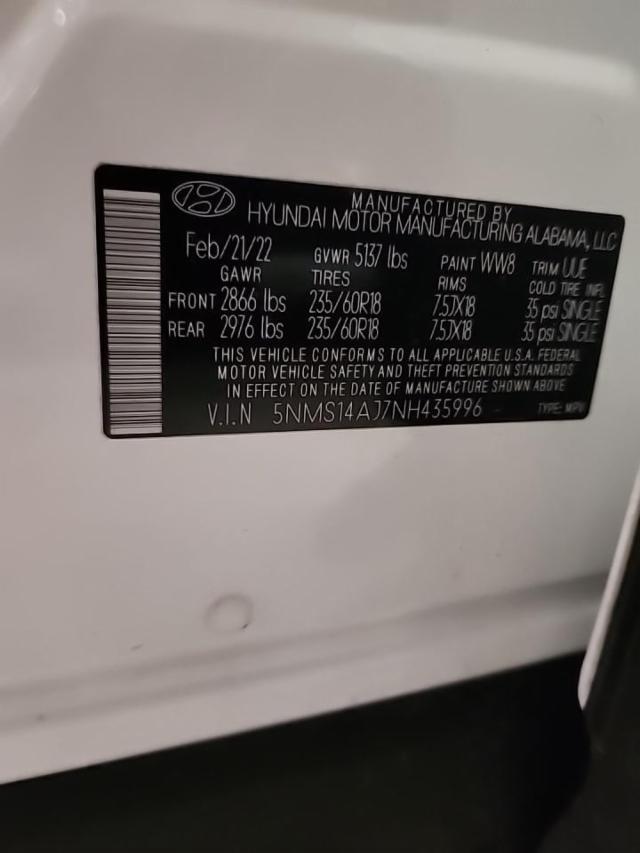 MANUFACTURED BY
HYUNDAI MOTOR MANUFACTURING ALABAMA, LLC
Feb/21/22 GVWR 5137 lbs PAINT WW8 TRIM UUE
GAWR TIRES RIMS COLD TIRE INFL
FRONT 2866 lbs 235/60R18 7.5JX18 35 psi SINGLE
REAR 2976 lbs 235/60R18 7.5JX18 35 psi SINGLE
THIS VEHICLE CONFORMS TO ALL APPLICABLE U.S.A. FEDERAL
MOTOR VEHICLE SAFETY AND THEFT PREVENTION STANDARDS
IN EFFECT ON THE DATE OF MANUFACTURE SHOWN ABOVE
V.I.N 5NMS14AJ7NH435996 TYPE: MPV